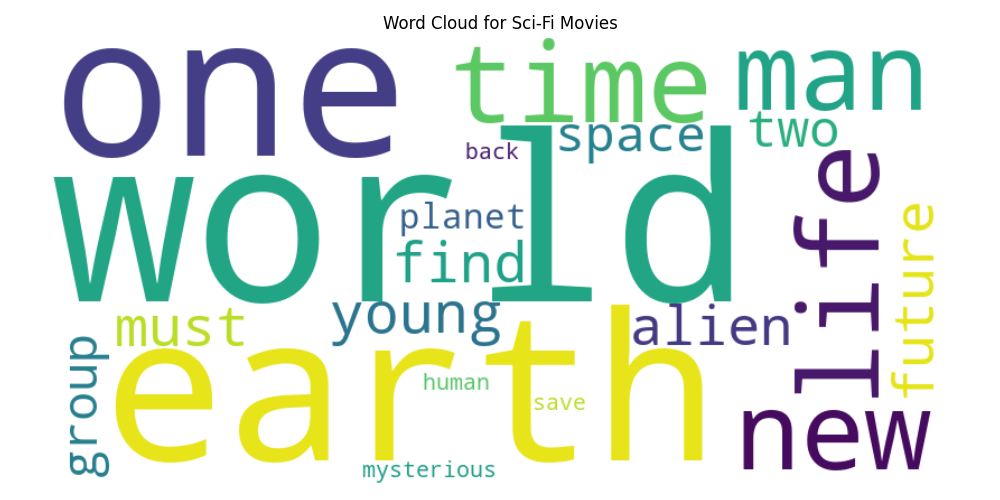 Word Cloud for Sci-Fi Movies
one
time
man
space
two
back
world
life
planet
future
find
young
must
alien
earth
group
human
save
new
mysterious